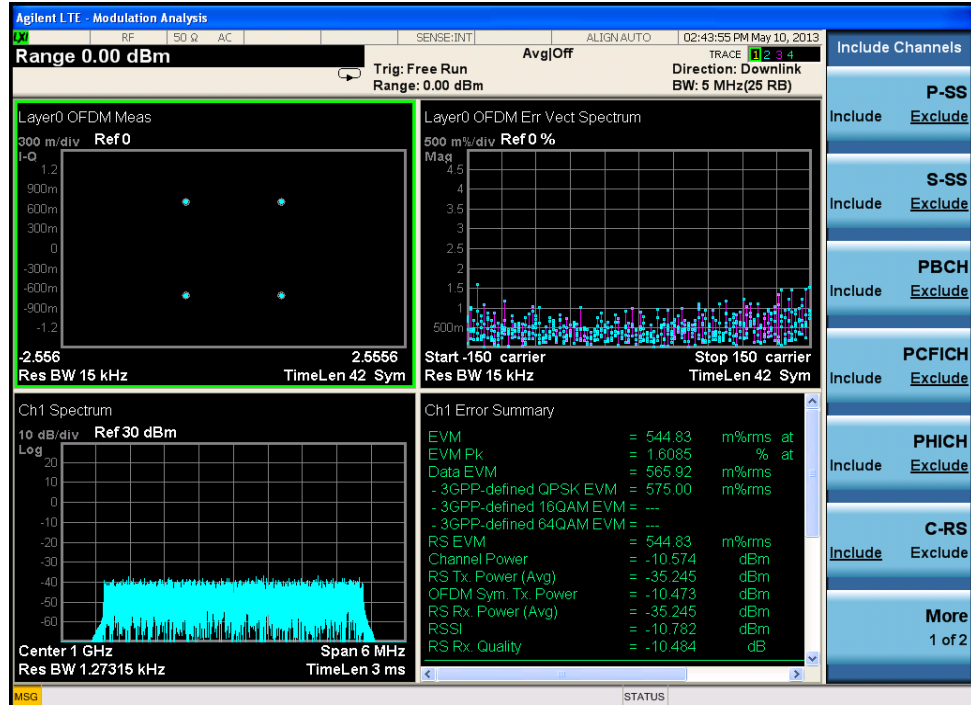 Agilent LTE - Modulation Analysis
LXI RF 50 Ω AC SENSE:INT ALIGN AUTO 02:43:55 PM May 10, 2013
Range 0.00 dBm
Avg|Off
TRACE 1 2 3 4
Trig: Free Run
Direction: Downlink
Range: 0.00 dBm
BW: 5 MHz(25 RB)
Layer0 OFDM Meas
300 m/div Ref 0
I-Q
1.2
900m
600m
300m
0
-300m
-600m
-900m
-1.2
-2.556 2.5556
Res BW 15 kHz TimeLen 42 Sym
Layer0 OFDM Err Vect Spectrum
500 m%/div Ref 0 %
Mag
4.5
4
3.5
3
2.5
2
1.5
1
500m
Start -150 carrier Stop 150 carrier
Res BW 15 kHz TimeLen 42 Sym
Ch1 Spectrum
10 dB/div Ref 30 dBm
Log
20
10
0
-10
-20
-30
-40
-50
-60
Center 1 GHz Span 6 MHz
Res BW 1.27315 kHz TimeLen 3 ms
Ch1 Error Summary
EVM = 544.83 m%rms at
EVM Pk = 1.6085 % at
Data EVM = 565.92 m%rms
- 3GPP-defined QPSK EVM = 575.00 m%rms
- 3GPP-defined 16QAM EVM = ---
- 3GPP-defined 64QAM EVM = ---
RS EVM = 544.83 m%rms
Channel Power = -10.574 dBm
RS Tx. Power (Avg) = -35.245 dBm
OFDM Sym. Tx. Power = -10.473 dBm
RS Rx. Power (Avg) = -35.245 dBm
RSSI = -10.782 dBm
RS Rx. Quality = -10.484 dB
Include Channels
P-SS
Include Exclude
S-SS
Include Exclude
PBCH
Include Exclude
PCFICH
Include Exclude
PHICH
Include Exclude
C-RS
Include Exclude
More
1 of 2
MSG STATUS